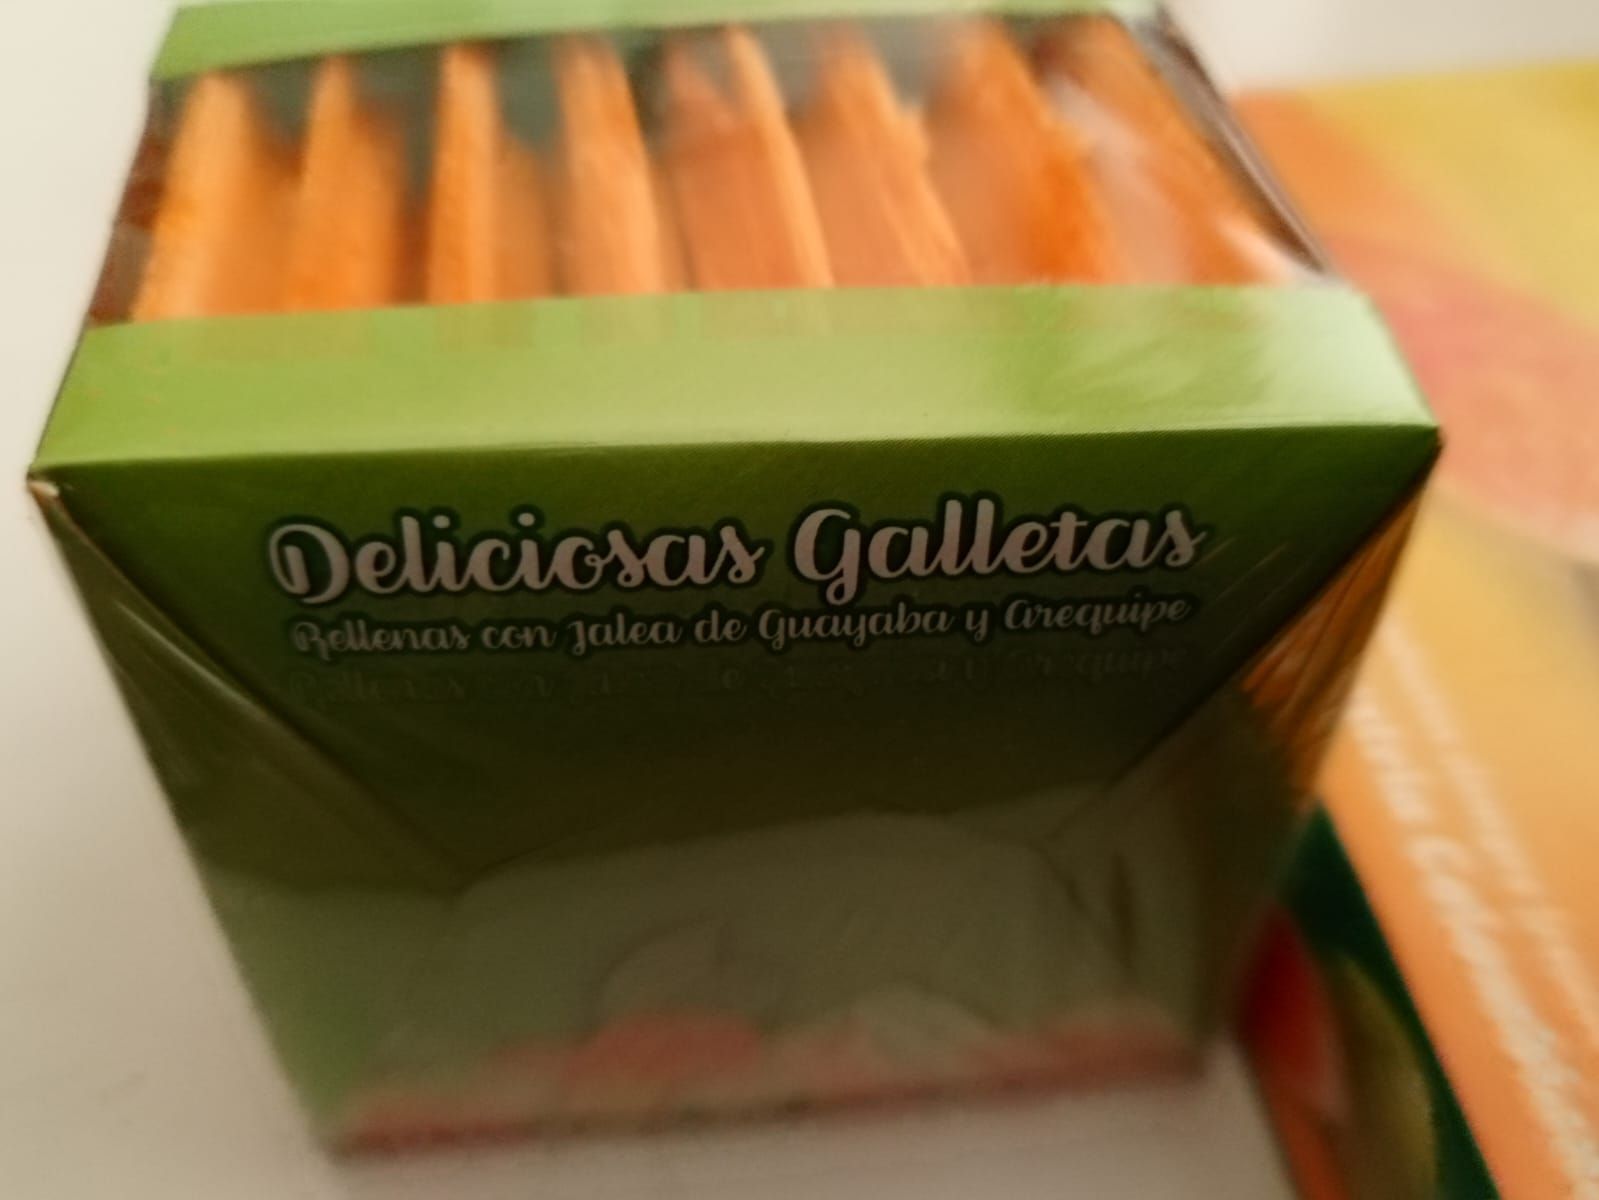 Deliciosas Galletas
Rellenas con Jalea de Guayaba y Arequipe